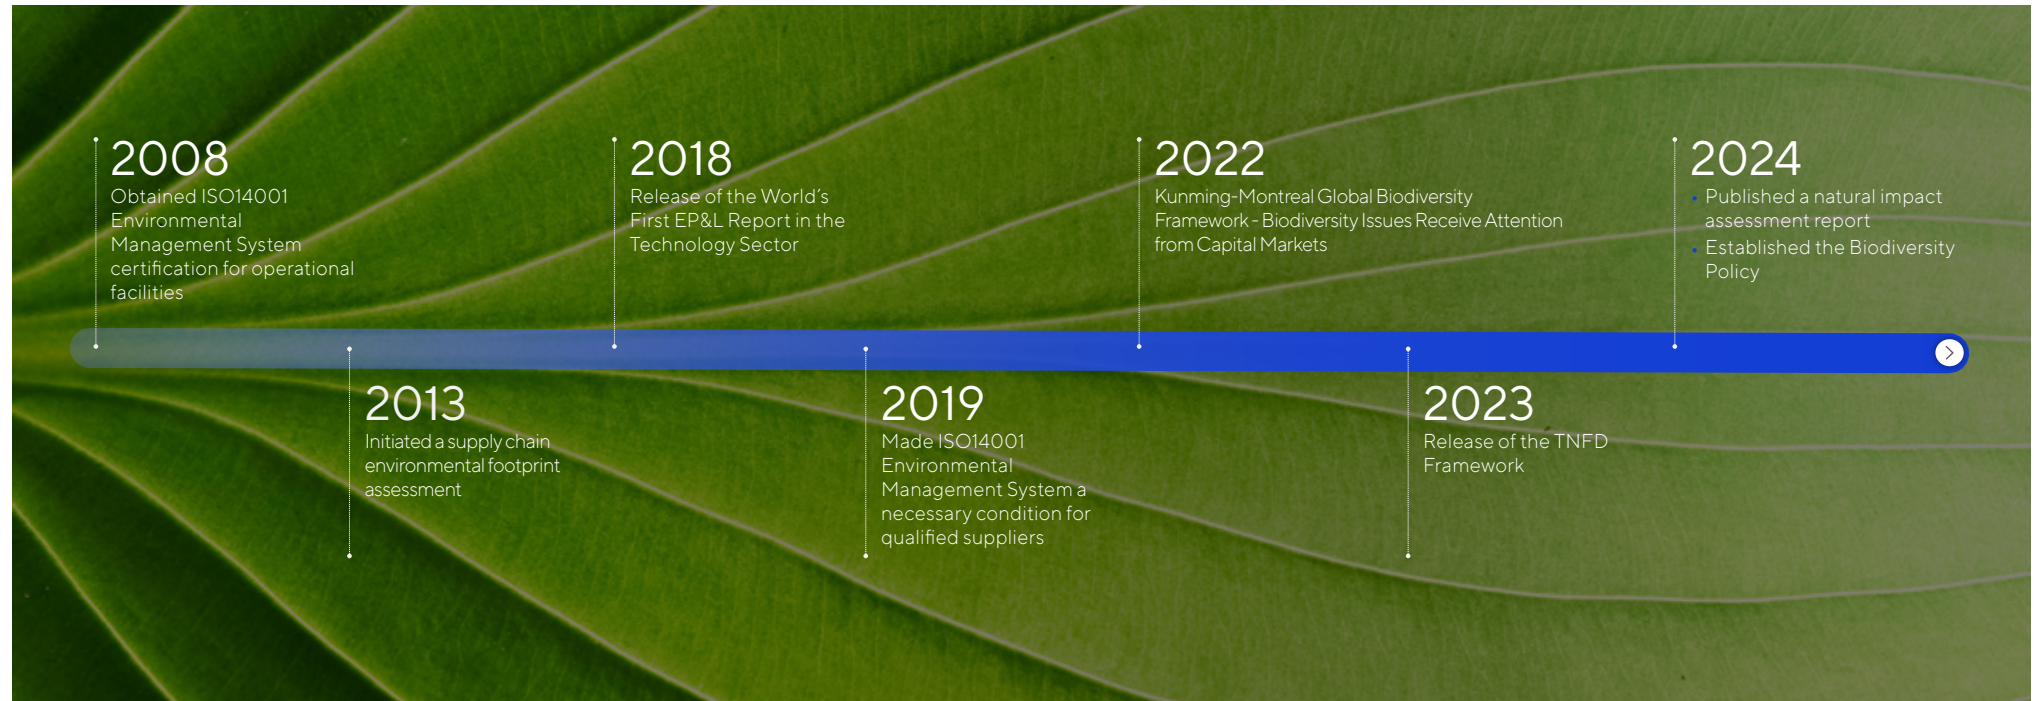 2008
Obtained ISO14001
Environmental
Management System
certification for operational
facilities
2013
Initiated a supply chain
environmental footprint
assessment
2018
Release of the World's
First EP&L Report in the
Technology Sector
2019
Made ISO14001
Environmental
Management System a
necessary condition for
qualified suppliers
2022
Kunming-Montreal Global Biodiversity
Framework - Biodiversity Issues Receive Attention
from Capital Markets
2023
Release of the TNFD
Framework
2024
• Published a natural impact
assessment report
• Established the Biodiversity
Policy